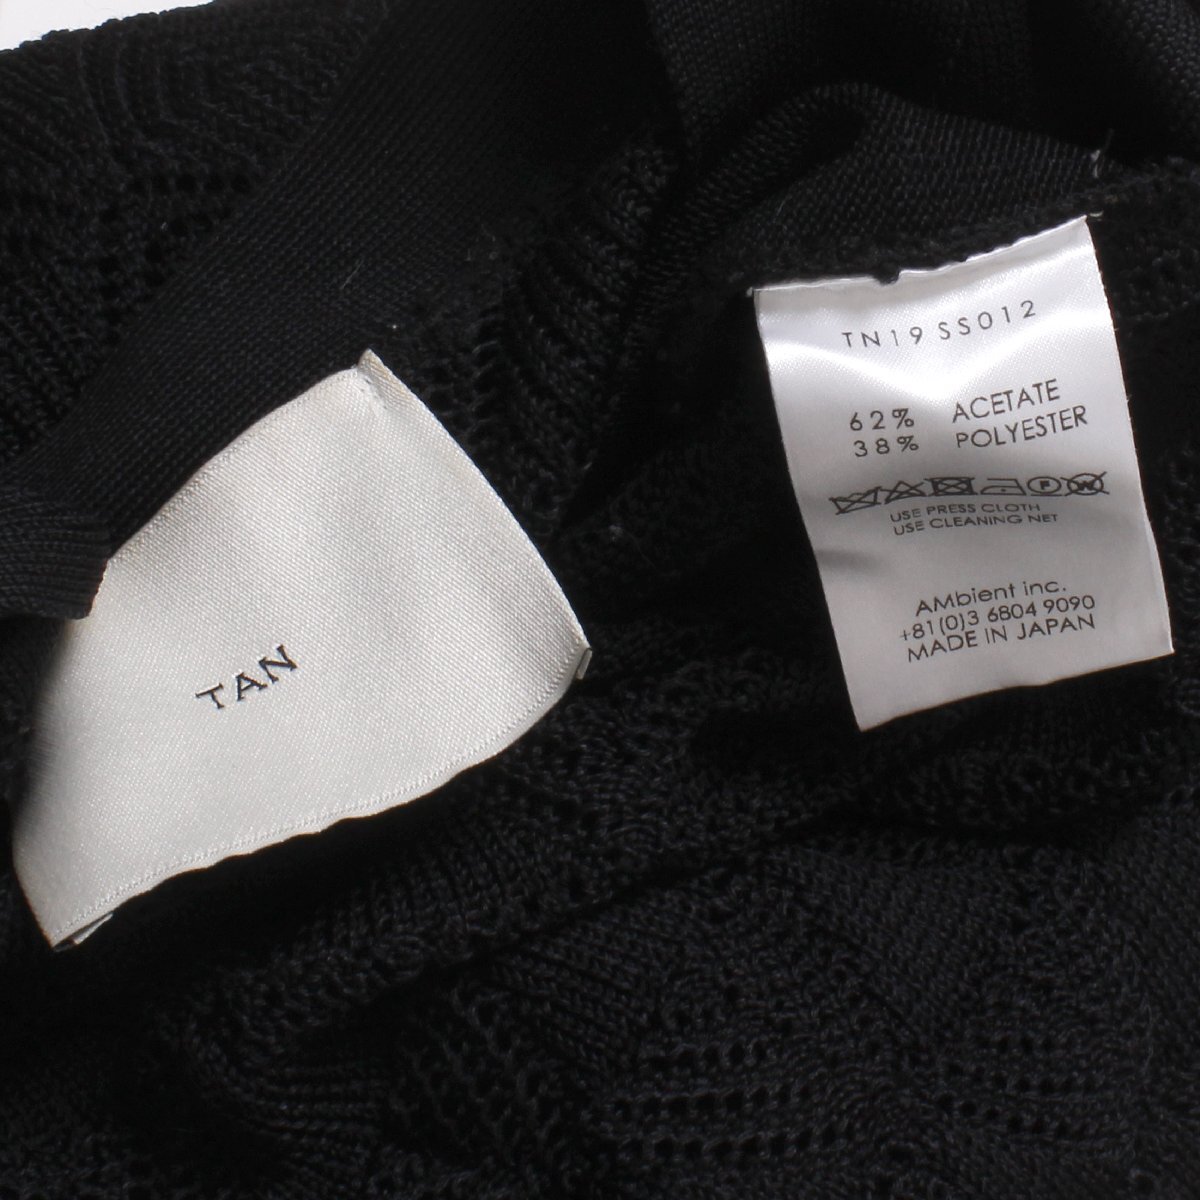 TAN
TN19SS012
62% ACETATE
38% POLYESTER
P W
USE PRESS CLOTH
USE CLEANING NET
AMbient inc.
+81(0)3 6804 9090
MADE IN JAPAN